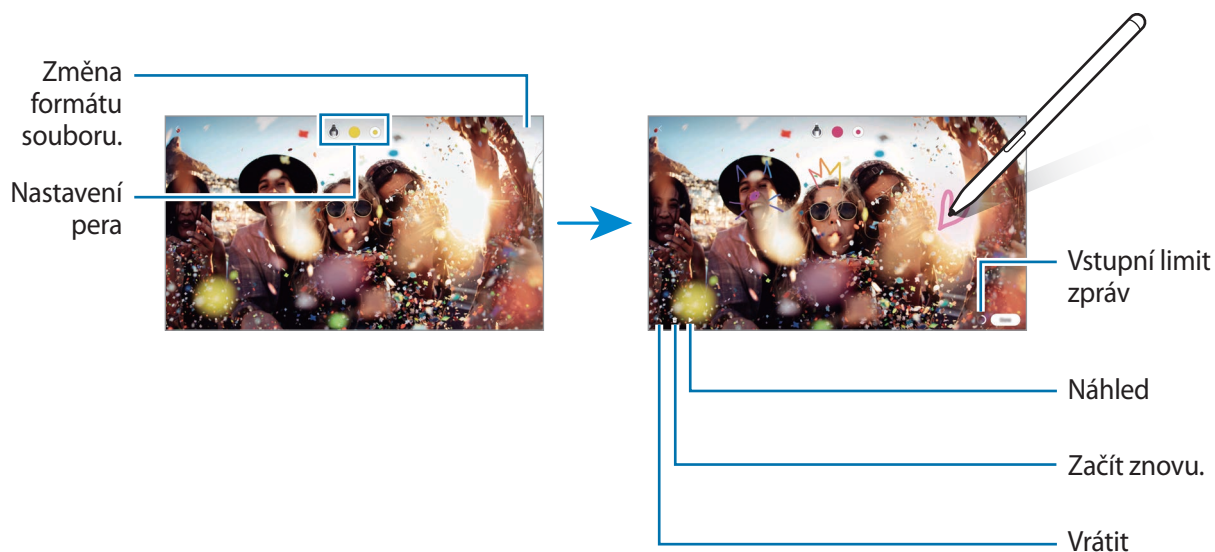 Změna
formátu
souboru.
Nastavení
pera
Vstupní limit
zpráv
Náhled
Začít znovu.
Vrátit